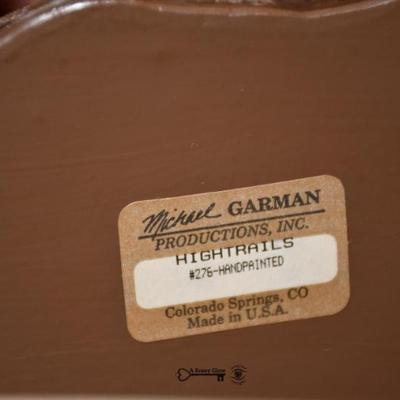 Michael GARMAN
PRODUCTIONS, INC.
HIGHTRAILS
#276-HANDPAINTED
Colorado Springs, CO
Made in U.S.A.